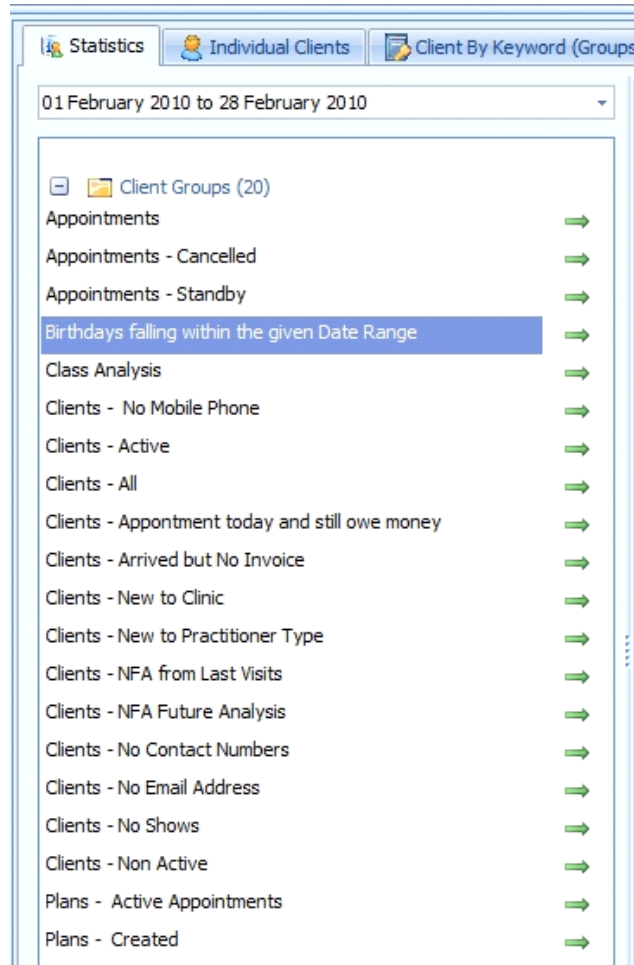 Statistics
Individual Clients
Client By Keyword (Groups
01 February 2010 to 28 February 2010
Client Groups (20)
Appointments
Appointments - Cancelled
Appointments - Standby
Birthdays falling within the given Date Range
Class Analysis
Clients -  No Mobile Phone
Clients - Active
Clients - All
Clients - Appontment today and still owe money
Clients - Arrived but No Invoice
Clients - New to Clinic
Clients - New to Practitioner Type
Clients - NFA from Last Visits
Clients - NFA Future Analysis
Clients - No Contact Numbers
Clients - No Email Address
Clients - No Shows
Clients - Non Active
Plans -  Active Appointments
Plans -  Created